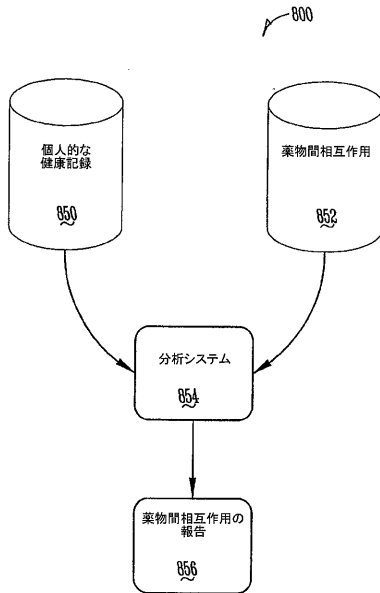 800
個人的な
健康記録
850
薬物間相互作用
852
分析システム
854
薬物間相互作用の
報告
856